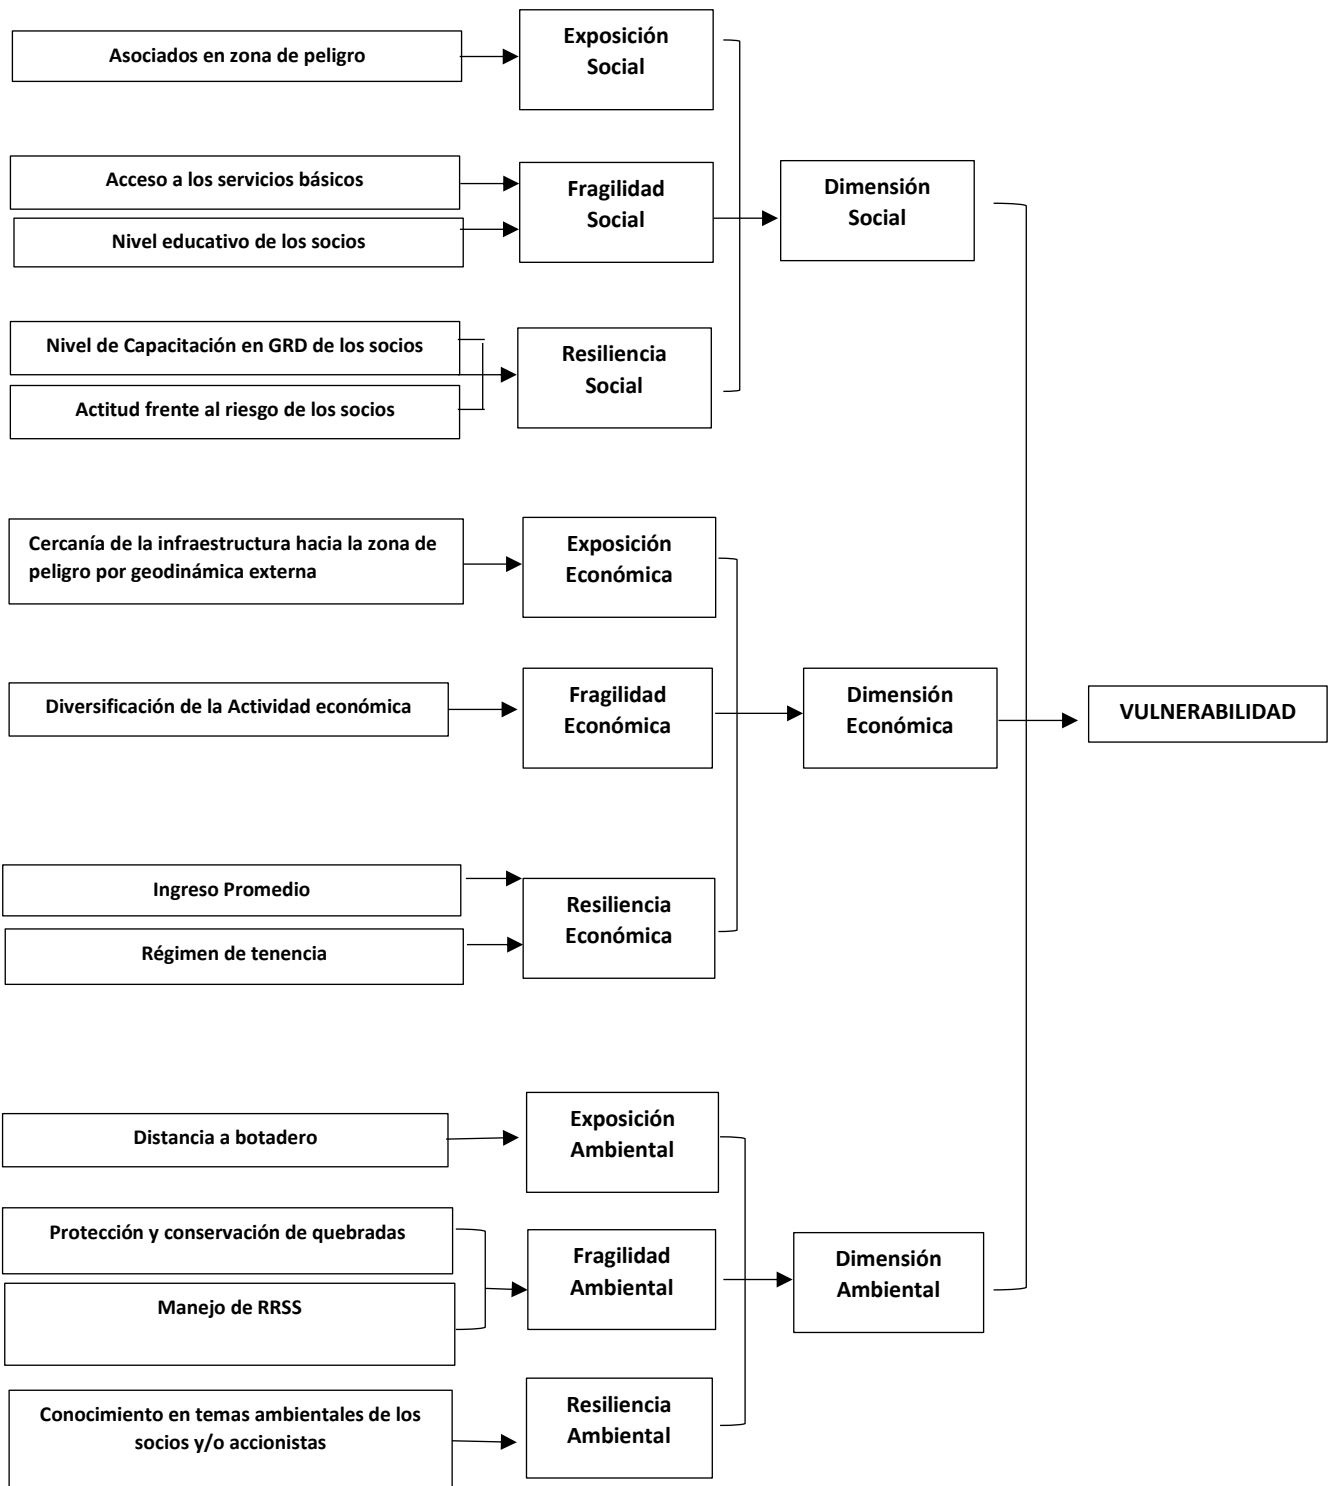 Asociados en zona de peligro
Exposición
Social
Acceso a los servicios básicos
Nivel educativo de los socios
Fragilidad
Social
Dimensión
Social
Nivel de Capacitación en GRD de los socios
Actitud frente al riesgo de los socios
Resiliencia
Social
Cercanía de la infraestructura hacia la zona de
peligro por geodinámica externa
Exposición
Económica
Diversificación de la Actividad económica
Fragilidad
Económica
Dimensión
Económica
VULNERABILIDAD
Ingreso Promedio
Régimen de tenencia
Resiliencia
Económica
Distancia a botadero
Exposición
Ambiental
Protección y conservación de quebradas
Manejo de RRSS
Fragilidad
Ambiental
Dimensión
Ambiental
Conocimiento en temas ambientales de los
socios y/o accionistas
Resiliencia
Ambiental